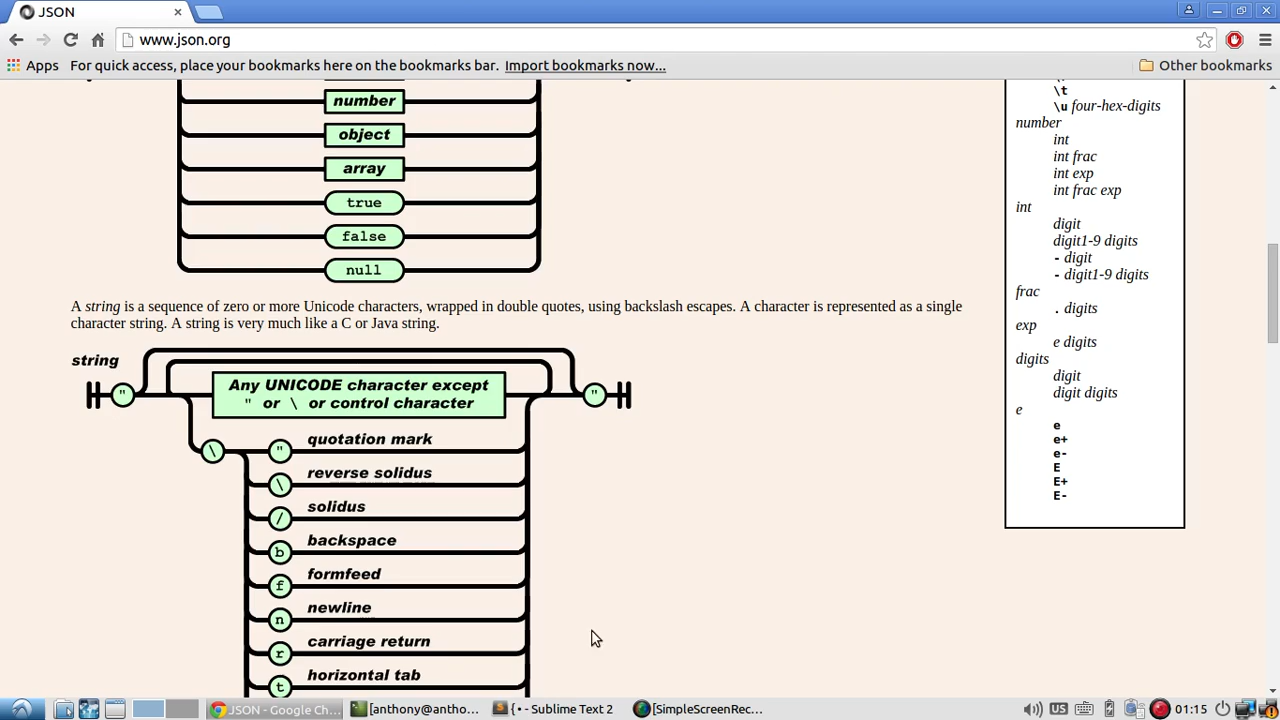 JSON
www.json.org
Apps For quick access, place your bookmarks here on the bookmarks bar. Import bookmarks now... Other bookmarks
number
object
array
true
false
null
A string is a sequence of zero or more Unicode characters, wrapped in double quotes, using backslash escapes. A character is represented as a single
character string. A string is very much like a C or Java string.
string
" Any UNICODE character except "
" or \ or control character
\ " quotation mark
\ reverse solidus
/ solidus
b backspace
f formfeed
n newline
r carriage return
t horizontal tab
\t
\u four-hex-digits
number
int
int frac
int exp
int frac exp
int
digit
digit1-9 digits
- digit
- digit1-9 digits
frac
. digits
exp
e digits
digits
digit
digit digits
e
e
e+
e-
E
E+
E-
JSON - Google Ch... [anthony@antho... {• - Sublime Text 2 [SimpleScreenRec... US 01:15